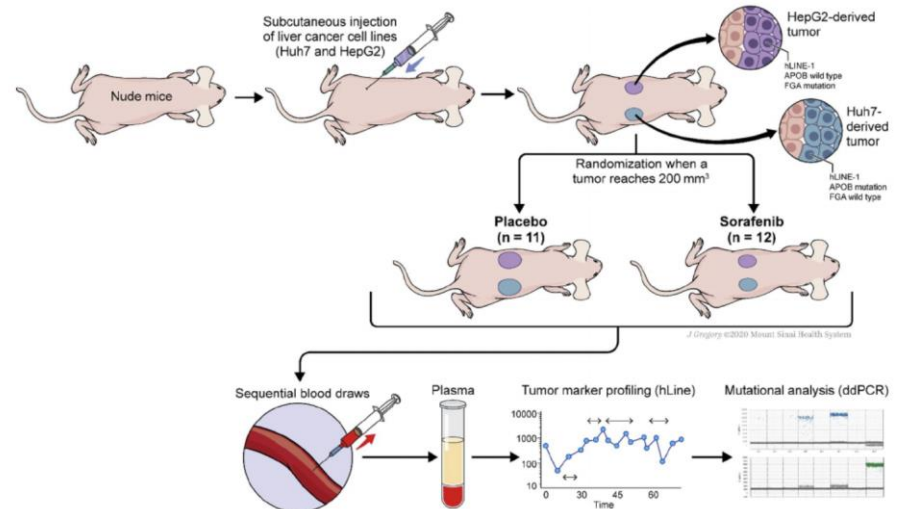 Nude mice
Subcutaneous injection
of liver cancer cell lines
(Huh7 and HepG2)
HepG2-derived
tumor
hLINE-1
APOB wild type
FGA mutation
Huh7-
derived
tumor
hLINE-1
APOB mutation
FGA wild type
Randomization when a
tumor reaches 200 mm³
Placebo
(n = 11)
Sorafenib
(n = 12)
J Gregory ©2020 Mount Sinai Health System
Sequential blood draws
Plasma
Tumor marker profiling (hLine)
10000
1000
100
10
0 30 45 60
Time
Mutational analysis (ddPCR)